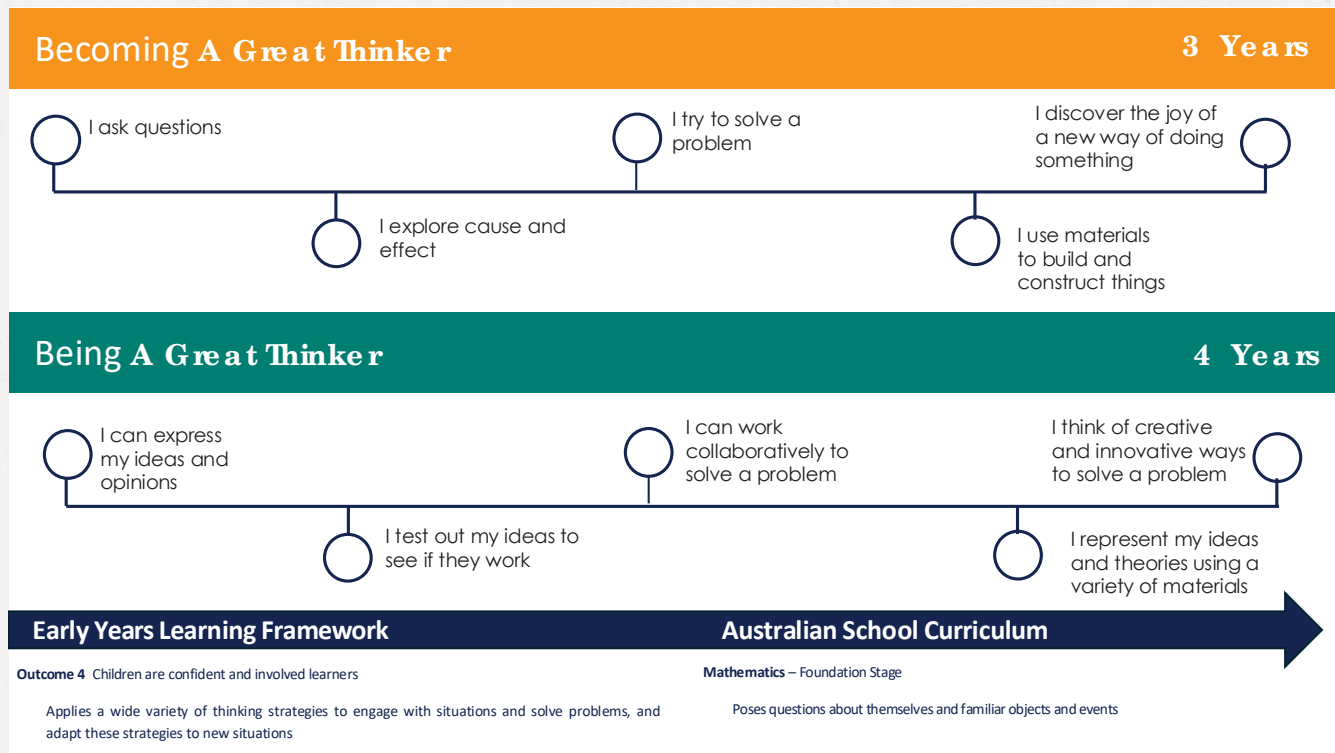 Becoming A Great Thinker
3 Years
I ask questions
I try to solve a
problem
I discover the joy of
a new way of doing
something
I explore cause and
effect
I use materials
to build and
construct things
Being A Great Thinker
4 Years
I can express
my ideas and
opinions
I can work
collaboratively to
solve a problem
I think of creative
and innovative ways
to solve a problem
I test out my ideas to
see if they work
I represent my ideas
and theories using a
variety of materials
Early Years Learning Framework
Australian School Curriculum
Outcome 4 Children are confident and involved learners
Applies a wide variety of thinking strategies to engage with situations and solve problems, and
adapt these strategies to new situations
Mathematics – Foundation Stage
Poses questions about themselves and familiar objects and events